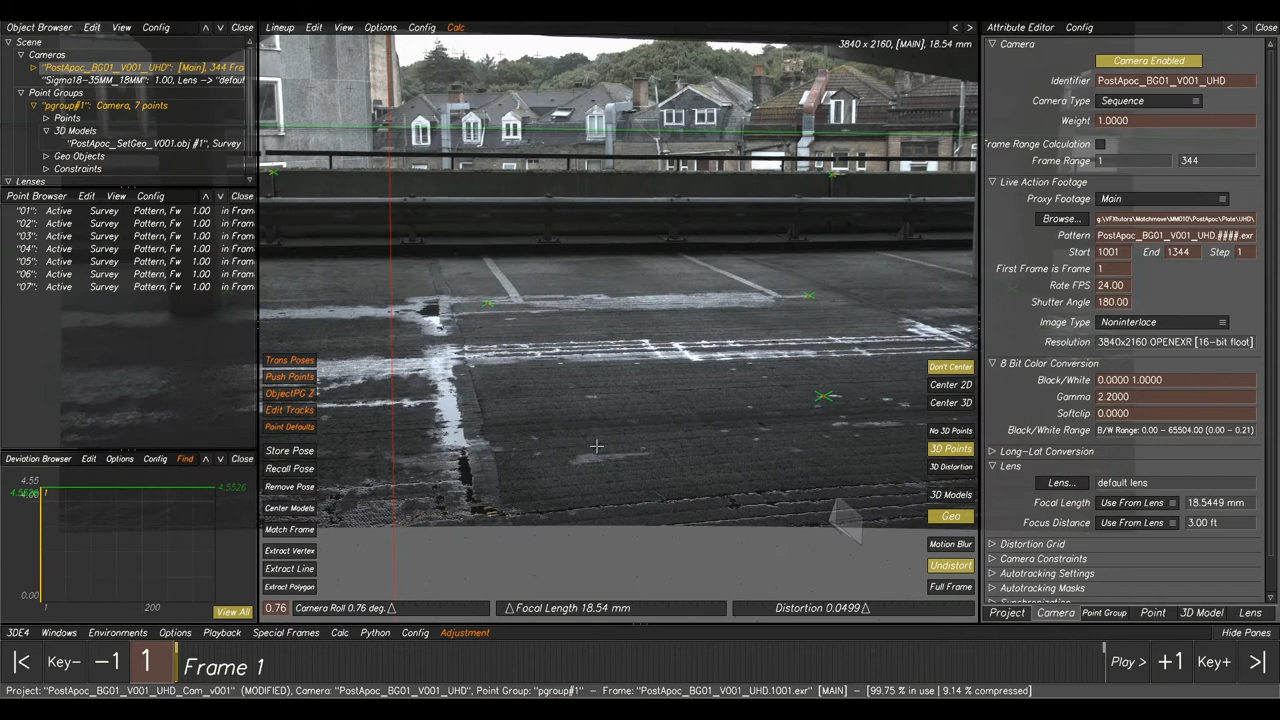 Object Browser Edit View Config Close
Scene
Cameras
"PostApoc_BG01_V001_UHD": [Main], 344 Fra
"Sigma18-35MM_18MM": 1.00, Lens -> "defaul
Point Groups
"pgroup#1": Camera, 7 points
Points
3D Models
"PostApoc_SetGeo_V001.obj #1", Survey
Geo Objects
Constraints
Lenses
Point Browser Edit View Config Close
"01": Active Survey Pattern, Fw 1.00 in Fram
"02": Active Survey Pattern, Fw 1.00 in Fram
"03": Active Survey Pattern, Fw 1.00 in Fram
"04": Active Survey Pattern, Fw 1.00 in Fram
"05": Active Survey Pattern, Fw 1.00 in Fram
"06": Active Survey Pattern, Fw 1.00 in Fram
"07": Active Survey Pattern, Fw 1.00 in Fram
Deviation Browser Edit Options Config Find Close
4.55
4.5526
1
0.00
1 200
View All
Lineup Edit View Options Config Calc
3840 x 2160, [MAIN], 18.54 mm
Trans Poses
Push Points
ObjectPG Z
Edit Tracks
Point Defaults
Store Pose
Recall Pose
Remove Pose
Center Models
Match Frame
Extract Vertex
Extract Line
Extract Polygon
Don't Center
Center 2D
Center 3D
No 3D Points
3D Points
3D Distortion
3D Models
Geo
Motion Blur
Undistort
Full Frame
0.76 Camera Roll 0.76 deg. Focal Length 18.54 mm Distortion 0.0499
Attribute Editor Config Close
Camera
Camera Enabled
Identifier PostApoc_BG01_V001_UHD
Camera Type Sequence
Weight 1.0000
Frame Range Calculation
Frame Range 1 344
Live Action Footage
Proxy Footage Main
Browse... g\VFXtutors\Matchmove\MM010\PostApoc\Plate\UHD\
Pattern PostApoc_BG01_V001_UHD.####.exr
Start 1001 End 1344 Step 1
First Frame is Frame 1
Rate FPS 24.00
Shutter Angle 180.00
Image Type Noninterlace
Resolution 3840x2160 OPENEXR [16-bit float]
8 Bit Color Conversion
Black/White 0.0000 1.0000
Gamma 2.2000
Softclip 0.0000
Black/White Range B/W Range: 0.00 - 65504.00 (0.00 - 0.21)
Long-Lat Conversion
Lens
Lens... default lens
Focal Length Use From Lens 18.5449 mm
Focus Distance Use From Lens 3.00 ft
Distortion Grid
Camera Constraints
Autotracking Settings
Autotracking Masks
Project Camera Point Group Point 3D Model Lens
3DE4 Windows Environments Options Playback Special Frames Calc Python Config Adjustment Hide Panes
Key- -1 1 Frame 1 Play > +1 Key+
Project: "PostApoc_BG01_V001_UHD_Cam_v001" (MODIFIED), Camera: "PostApoc_BG01_V001_UHD", Point Group: "pgroup#1" - Frame: "PostApoc_BG01_V001_UHD.1001.exr" [MAIN] - [99.75 % in use | 9.14 % compressed]